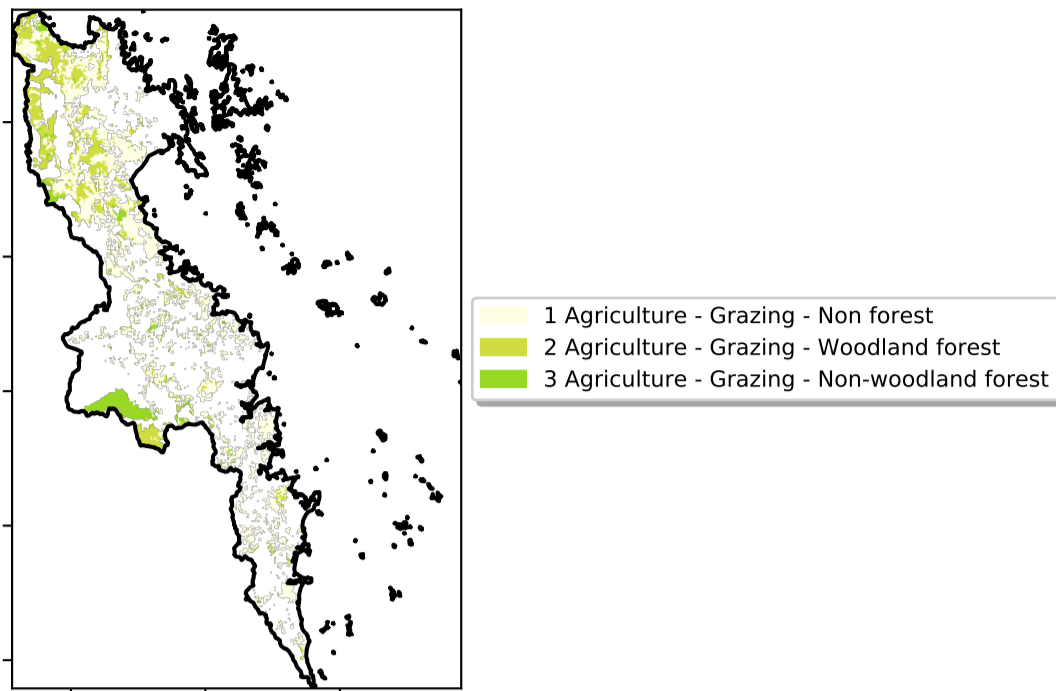 1 Agriculture - Grazing - Non forest
2 Agriculture - Grazing - Woodland forest
3 Agriculture - Grazing - Non-woodland forest